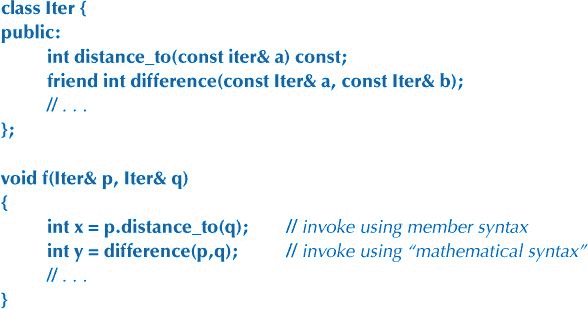 class Iter {
public:
int distance_to(const iter& a) const;
friend int difference(const Iter& a, const Iter& b);
// . . .
};
void f(Iter& p, Iter& q)
{
int x = p.distance_to(q); // invoke using member syntax
int y = difference(p,q); // invoke using “mathematical syntax”
// . . .
}